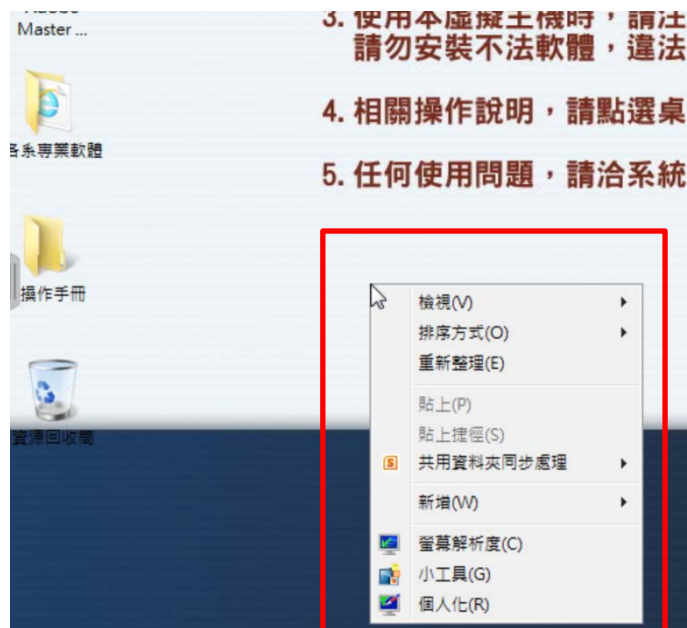 Master ...
3. 使用本虛擬主機時，請注
請勿安裝不法軟體，違法
4. 相關操作說明，請點選桌
各系專業軟體
5. 任何使用問題，請洽系統
操作手冊
檢視(V)
排序方式(O)
重新整理(E)
貼上(P)
貼上捷徑(S)
資源回收筒
共用資料夾同步處理
新增(W)
螢幕解析度(C)
小工具(G)
個人化(R)